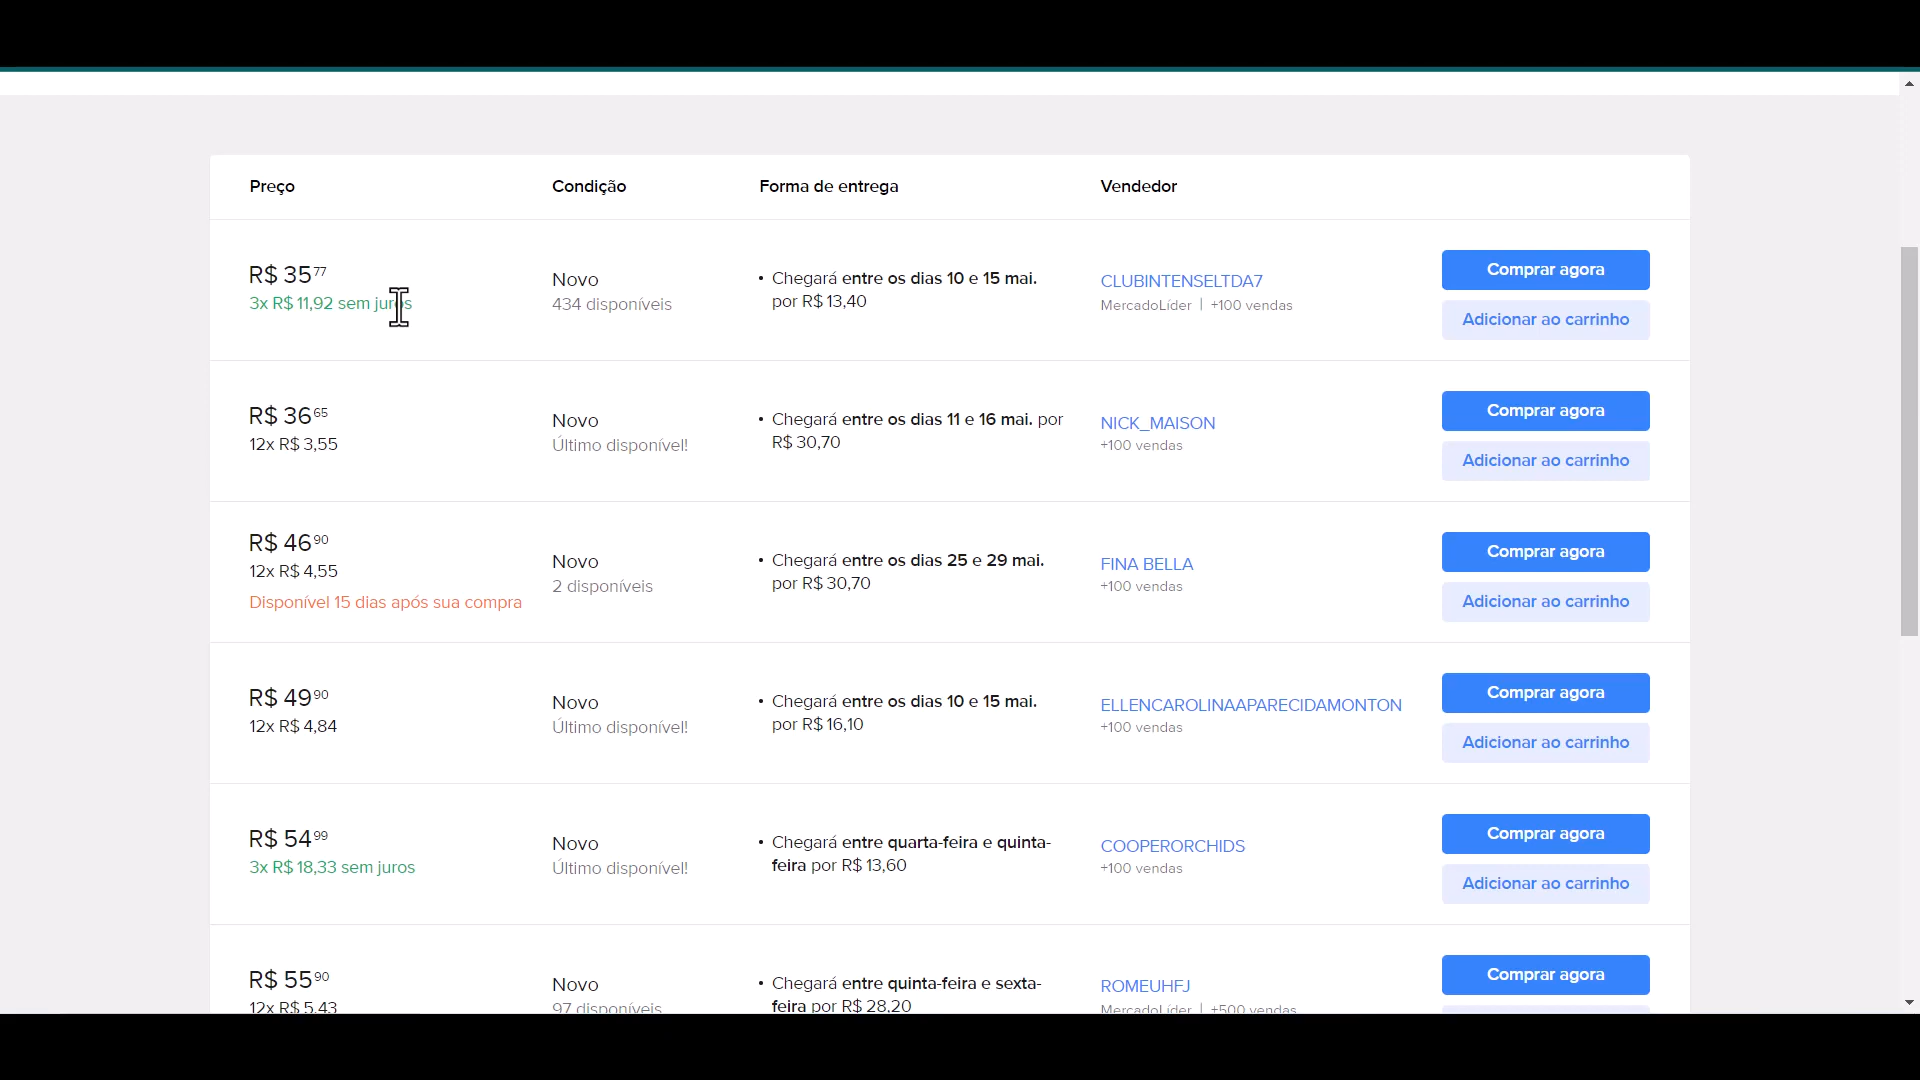 Preço Condição Forma de entrega Vendedor
R$ 35 77
3x R$ 11,92 sem juros
Novo
434 disponíveis
• Chegará entre os dias 10 e 15 mai.
por R$ 13,40
CLUBINTENSELTDA7
MercadoLíder | +100 vendas
Comprar agora
Adicionar ao carrinho
R$ 36 65
12x R$ 3,55
Novo
Último disponível!
• Chegará entre os dias 11 e 16 mai. por
R$ 30,70
NICK_MAISON
+100 vendas
Comprar agora
Adicionar ao carrinho
R$ 46 90
12x R$ 4,55
Disponível 15 dias após sua compra
Novo
2 disponíveis
• Chegará entre os dias 25 e 29 mai.
por R$ 30,70
FINA BELLA
+100 vendas
Comprar agora
Adicionar ao carrinho
R$ 49 90
12x R$ 4,84
Novo
Último disponível!
• Chegará entre os dias 10 e 15 mai.
por R$ 16,10
ELLENCAROLINAAPARECIDAMONTON
+100 vendas
Comprar agora
Adicionar ao carrinho
R$ 54 99
3x R$ 18,33 sem juros
Novo
Último disponível!
• Chegará entre quarta-feira e quinta-
feira por R$ 13,60
COOPERORCHIDS
+100 vendas
Comprar agora
Adicionar ao carrinho
R$ 55 90
12x R$ 5,43
Novo
97 disponíveis
• Chegará entre quinta-feira e sexta-
feira por R$ 28,20
ROMEUHFJ
MercadoLíder | +500 vendas
Comprar agora